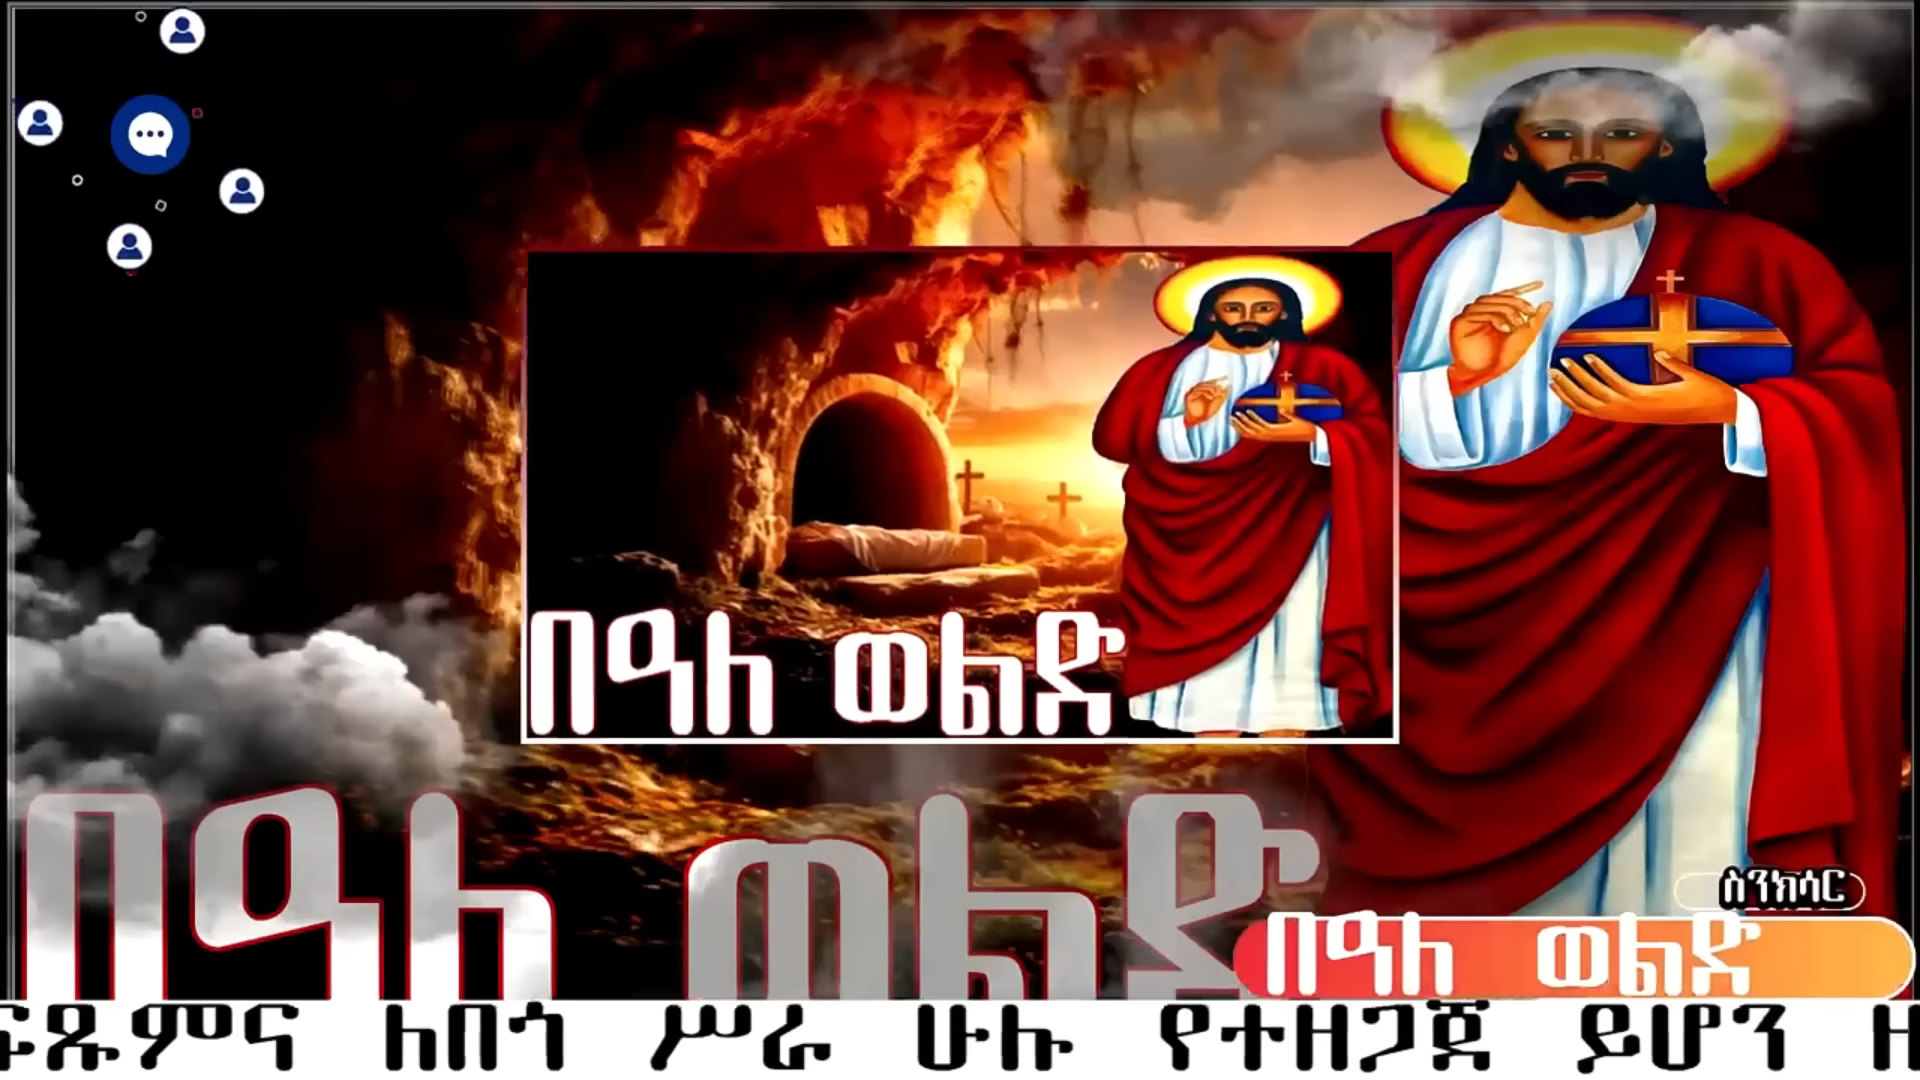 በዓለ ወልድ
በዓለ ወልድ
ስንክሳር
በዓለ ወልድ
ፍጹምና ለበጎ ሥራ ሁሉ የተዘጋጀ ይሆን